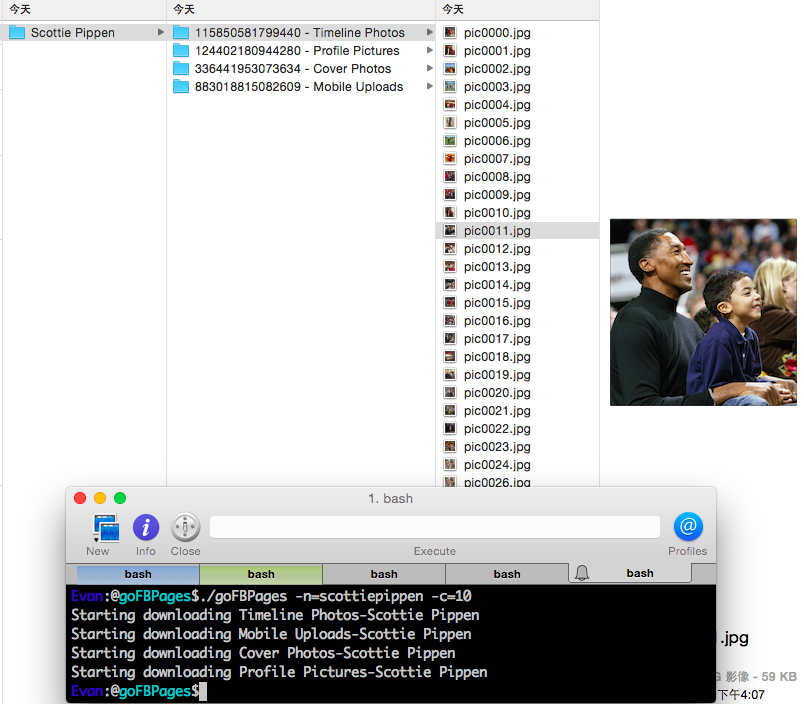 今天
今天
今天
Scottie Pippen
115850581799440 - Timeline Photos
124402180944280 - Profile Pictures
336441953073634 - Cover Photos
883018815082609 - Mobile Uploads
pic0000.jpg
pic0001.jpg
pic0002.jpg
pic0003.jpg
pic0004.jpg
pic0005.jpg
pic0006.jpg
pic0007.jpg
pic0008.jpg
pic0009.jpg
pic0010.jpg
pic0011.jpg
pic0012.jpg
pic0013.jpg
pic0014.jpg
pic0015.jpg
pic0016.jpg
pic0017.jpg
pic0018.jpg
pic0019.jpg
pic0020.jpg
pic0021.jpg
pic0022.jpg
pic0023.jpg
pic0024.jpg
pic0026.jpg
1. bash
New
Info
Close
Execute
Profiles
bash
bash
bash
bash
bash
Evan:@goFBPages$./goFBPages -n=scottiepippen -c=10
Starting downloading Timeline Photos-Scottie Pippen
Starting downloading Mobile Uploads-Scottie Pippen
Starting downloading Cover Photos-Scottie Pippen
Starting downloading Profile Pictures-Scottie Pippen
Evan:@goFBPages$
1.jpg
G 影像 - 59 KB
下午4:07